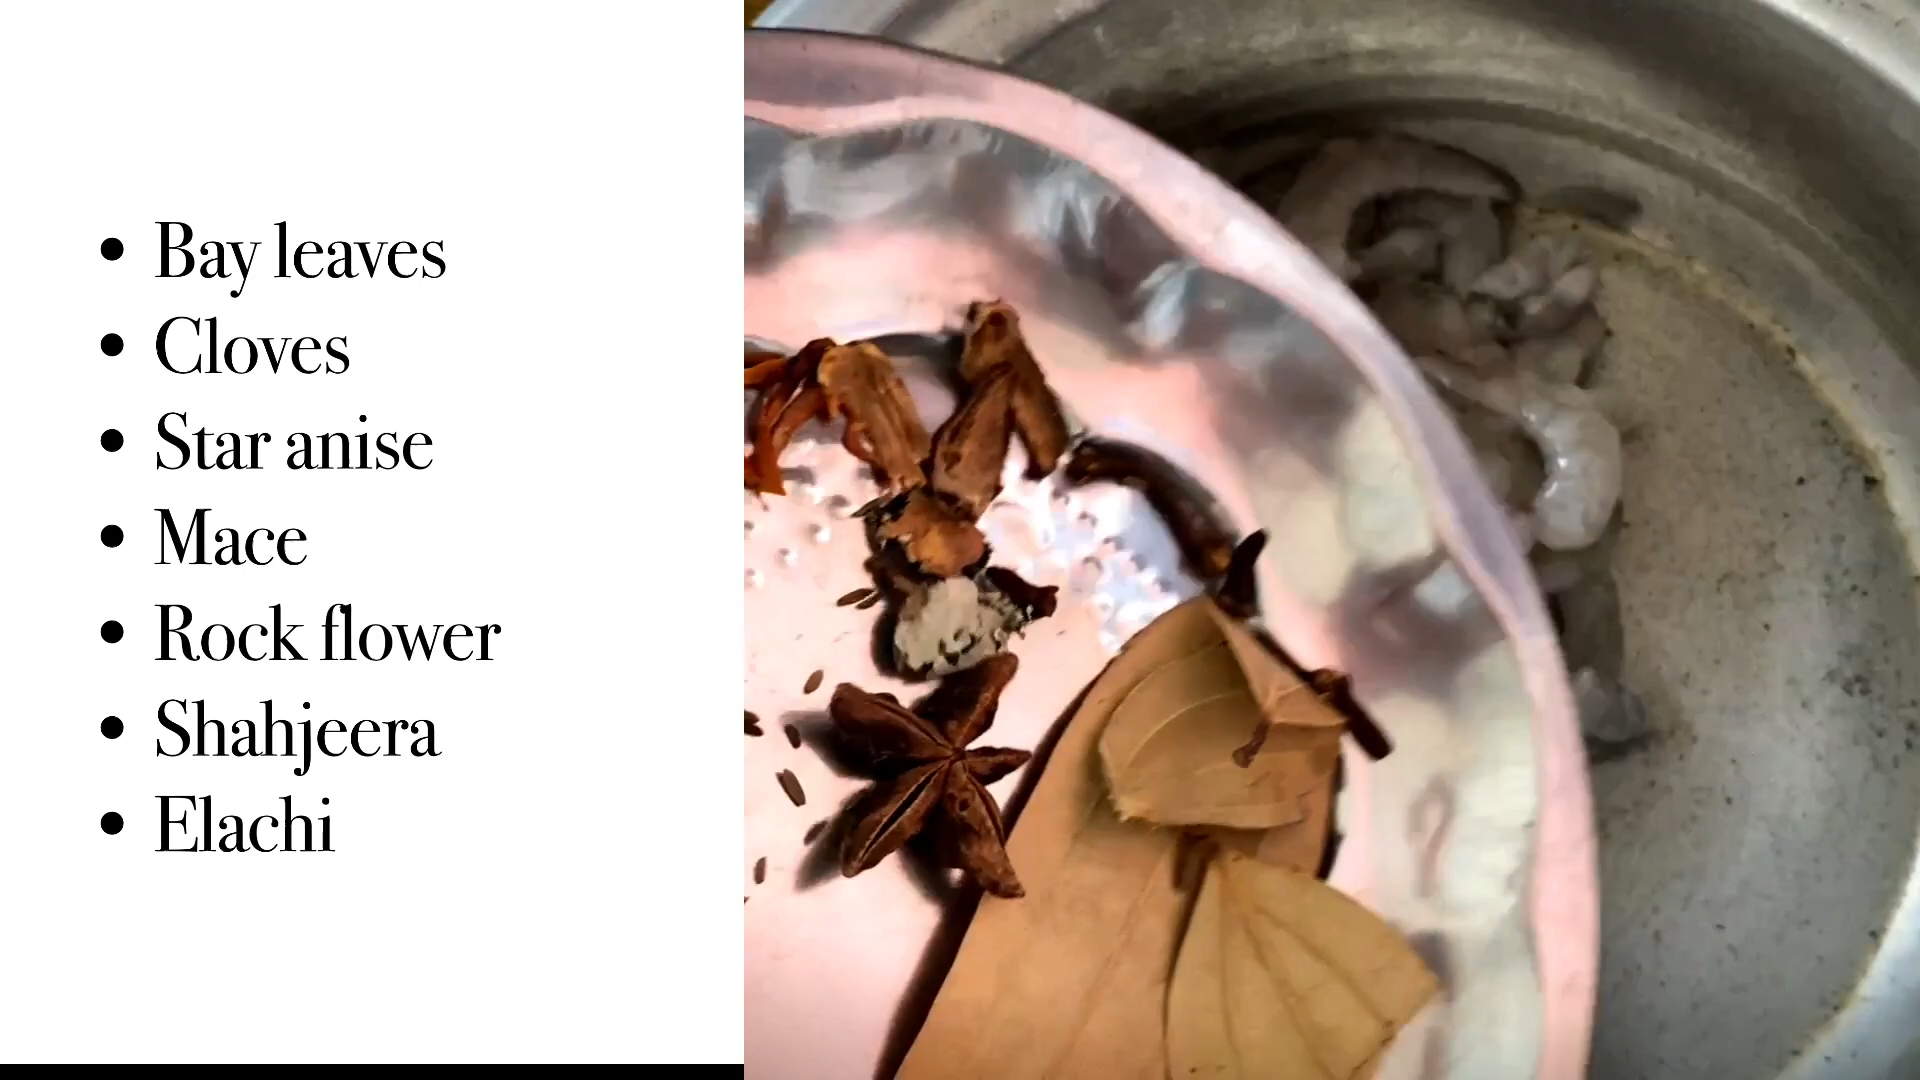 • Bay leaves
• Cloves
• Star anise
• Mace
• Rock flower
• Shahjeera
• Elachi